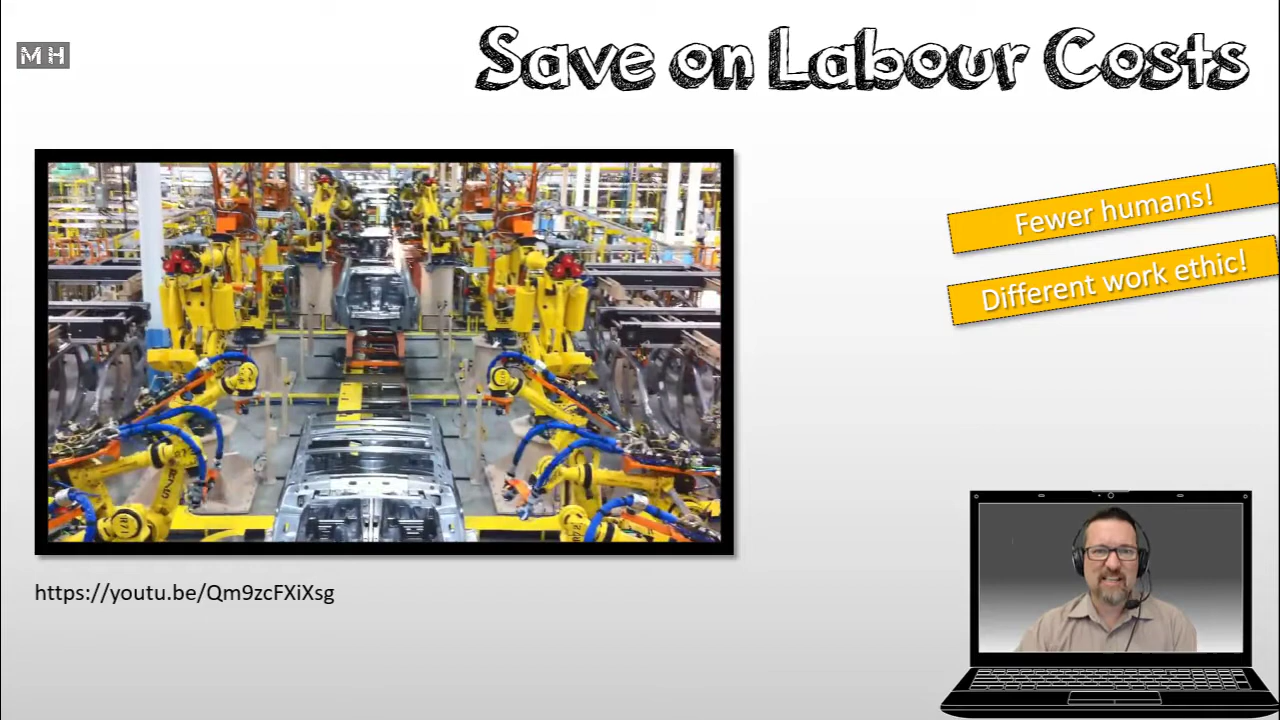 MH
Save on Labour Costs
Fewer humans!
Different work ethic!
https://youtu.be/Qm9zcFXiXsg